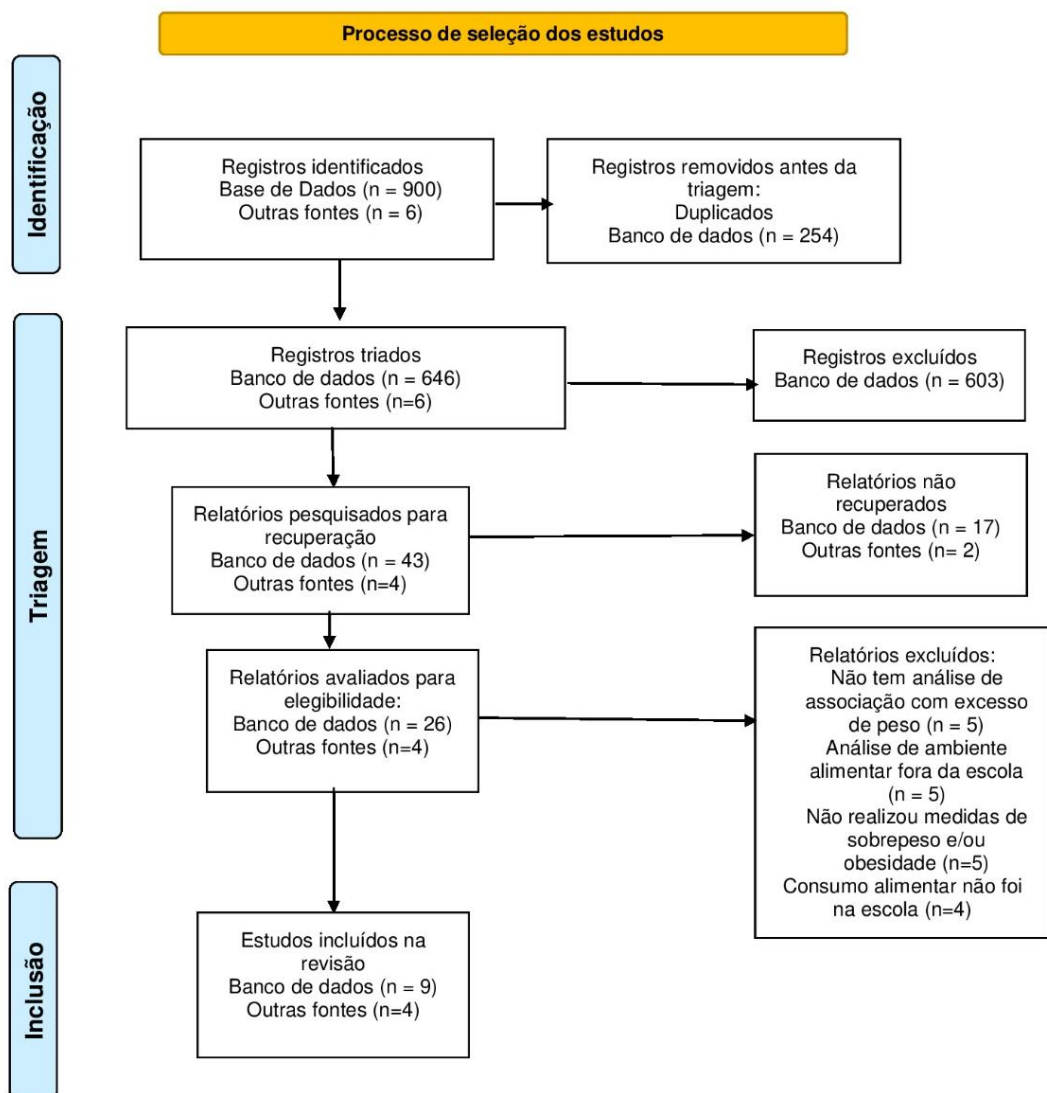 Processo de seleção dos estudos
Identificação
Registros identificados
Base de Dados (n = 900)
Outras fontes (n = 6)
Registros removidos antes da
triagem:
Duplicados
Banco de dados (n = 254)
Triagem
Registros triados
Banco de dados (n = 646)
Outras fontes (n=6)
Registros excluídos
Banco de dados (n = 603)
Relatórios pesquisados para
recuperação
Banco de dados (n = 43)
Outras fontes (n=4)
Relatórios não
recuperados
Banco de dados (n = 17)
Outras fontes (n= 2)
Relatórios avaliados para
elegibilidade:
Banco de dados (n = 26)
Outras fontes (n=4)
Relatórios excluídos:
Não tem análise de
associação com excesso
de peso (n = 5)
Análise de ambiente
alimentar fora da escola
(n = 5)
Não realizou medidas de
sobrepeso e/ou
obesidade (n=5)
Consumo alimentar não foi
na escola (n=4)
Inclusão
Estudos incluídos na
revisão
Banco de dados (n = 9)
Outras fontes (n=4)